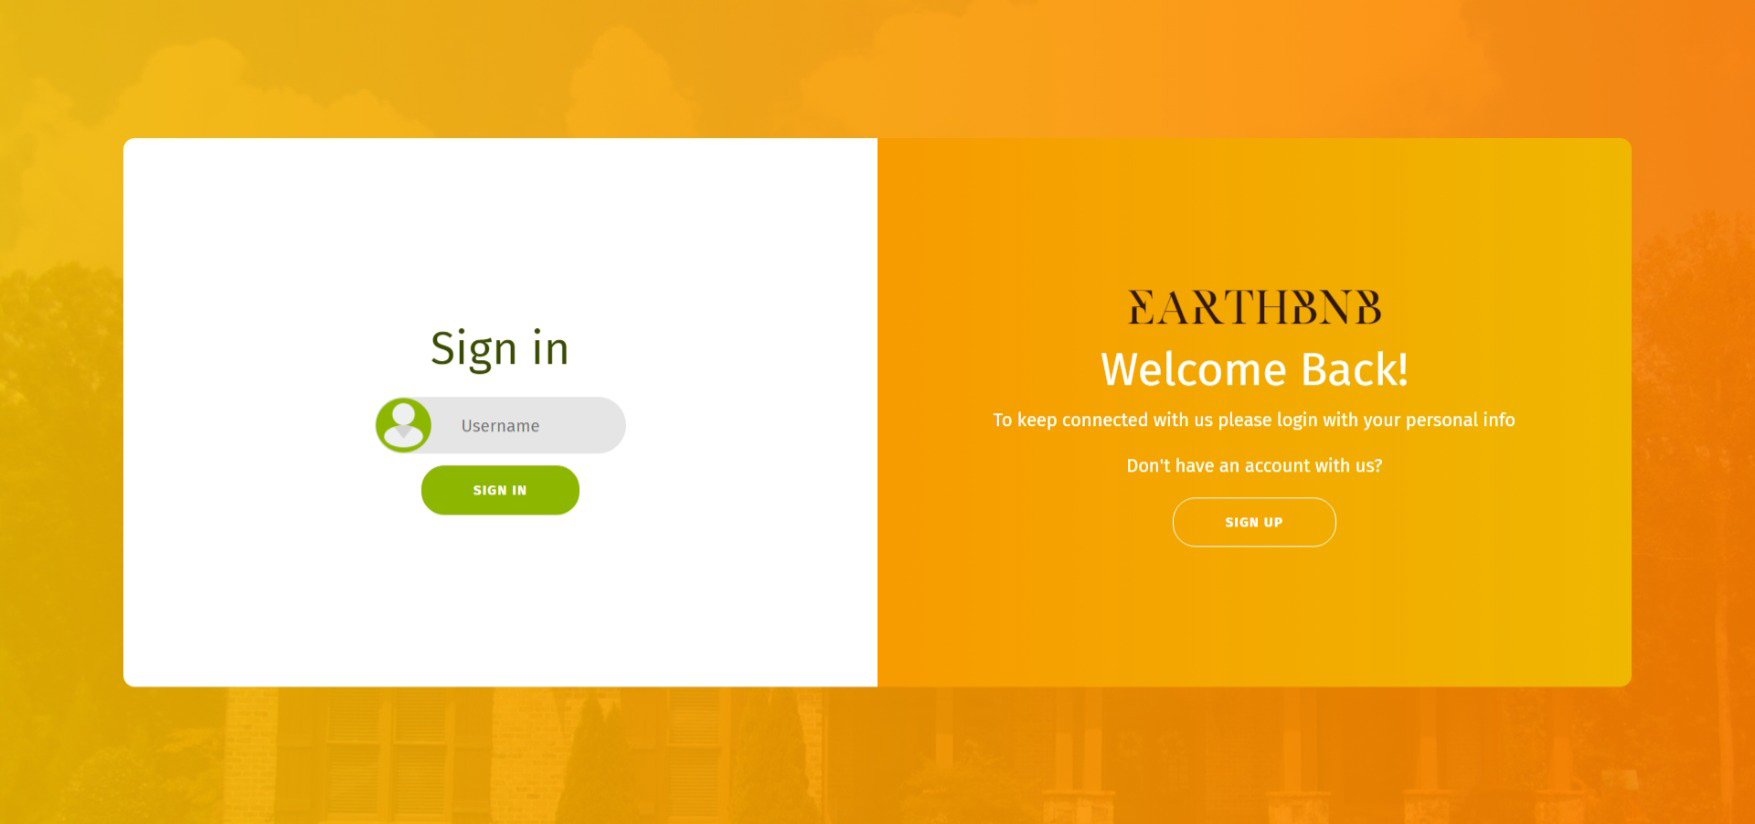 Sign in
Username
SIGN IN
EARTHBNB
Welcome Back!
To keep connected with us please login with your personal info
Don't have an account with us?
SIGN UP